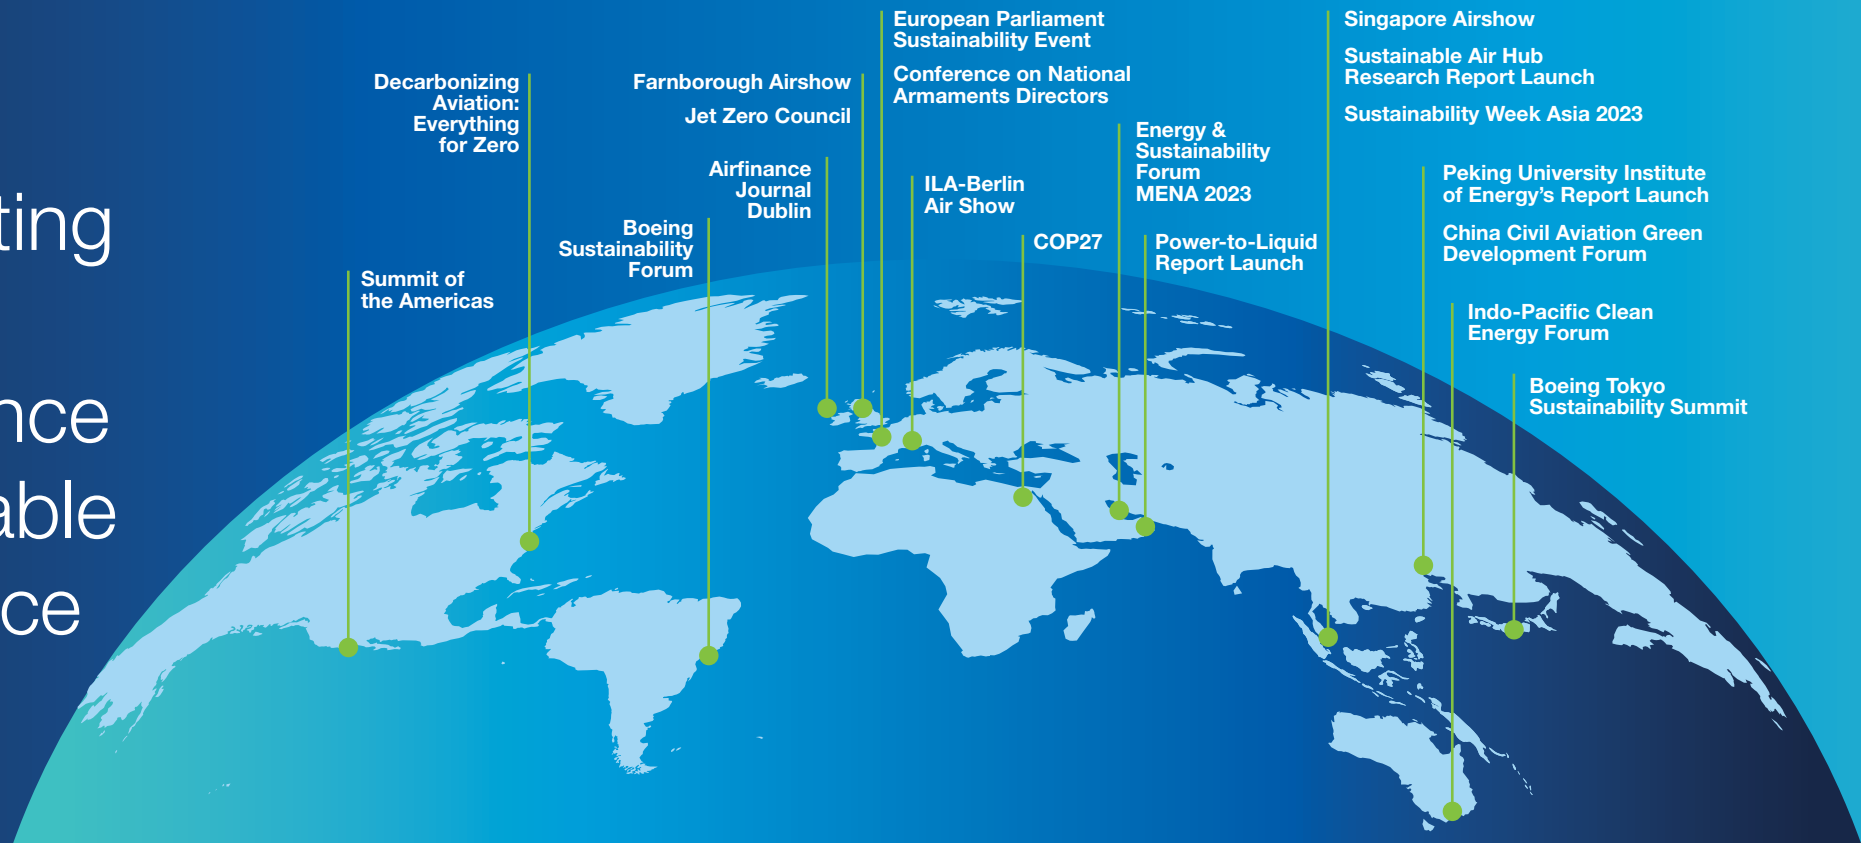 European Parliament
Sustainability Event
Conference on National
Armaments Directors
Singapore Airshow
Sustainable Air Hub
Research Report Launch
Sustainability Week Asia 2023
Decarbonizing
Aviation:
Everything
for Zero
Farnborough Airshow
Jet Zero Council
Energy &
Sustainability
Forum
MENA 2023
Airfinance
Journal
Dublin
ILA-Berlin
Air Show
Peking University Institute
of Energy's Report Launch
China Civil Aviation Green
Development Forum
Boeing
Sustainability
Forum
COP27
Power-to-Liquid
Report Launch
Summit of
the Americas
Indo-Pacific Clean
Energy Forum
Boeing Tokyo
Sustainability Summit
ting
nce
able
ce